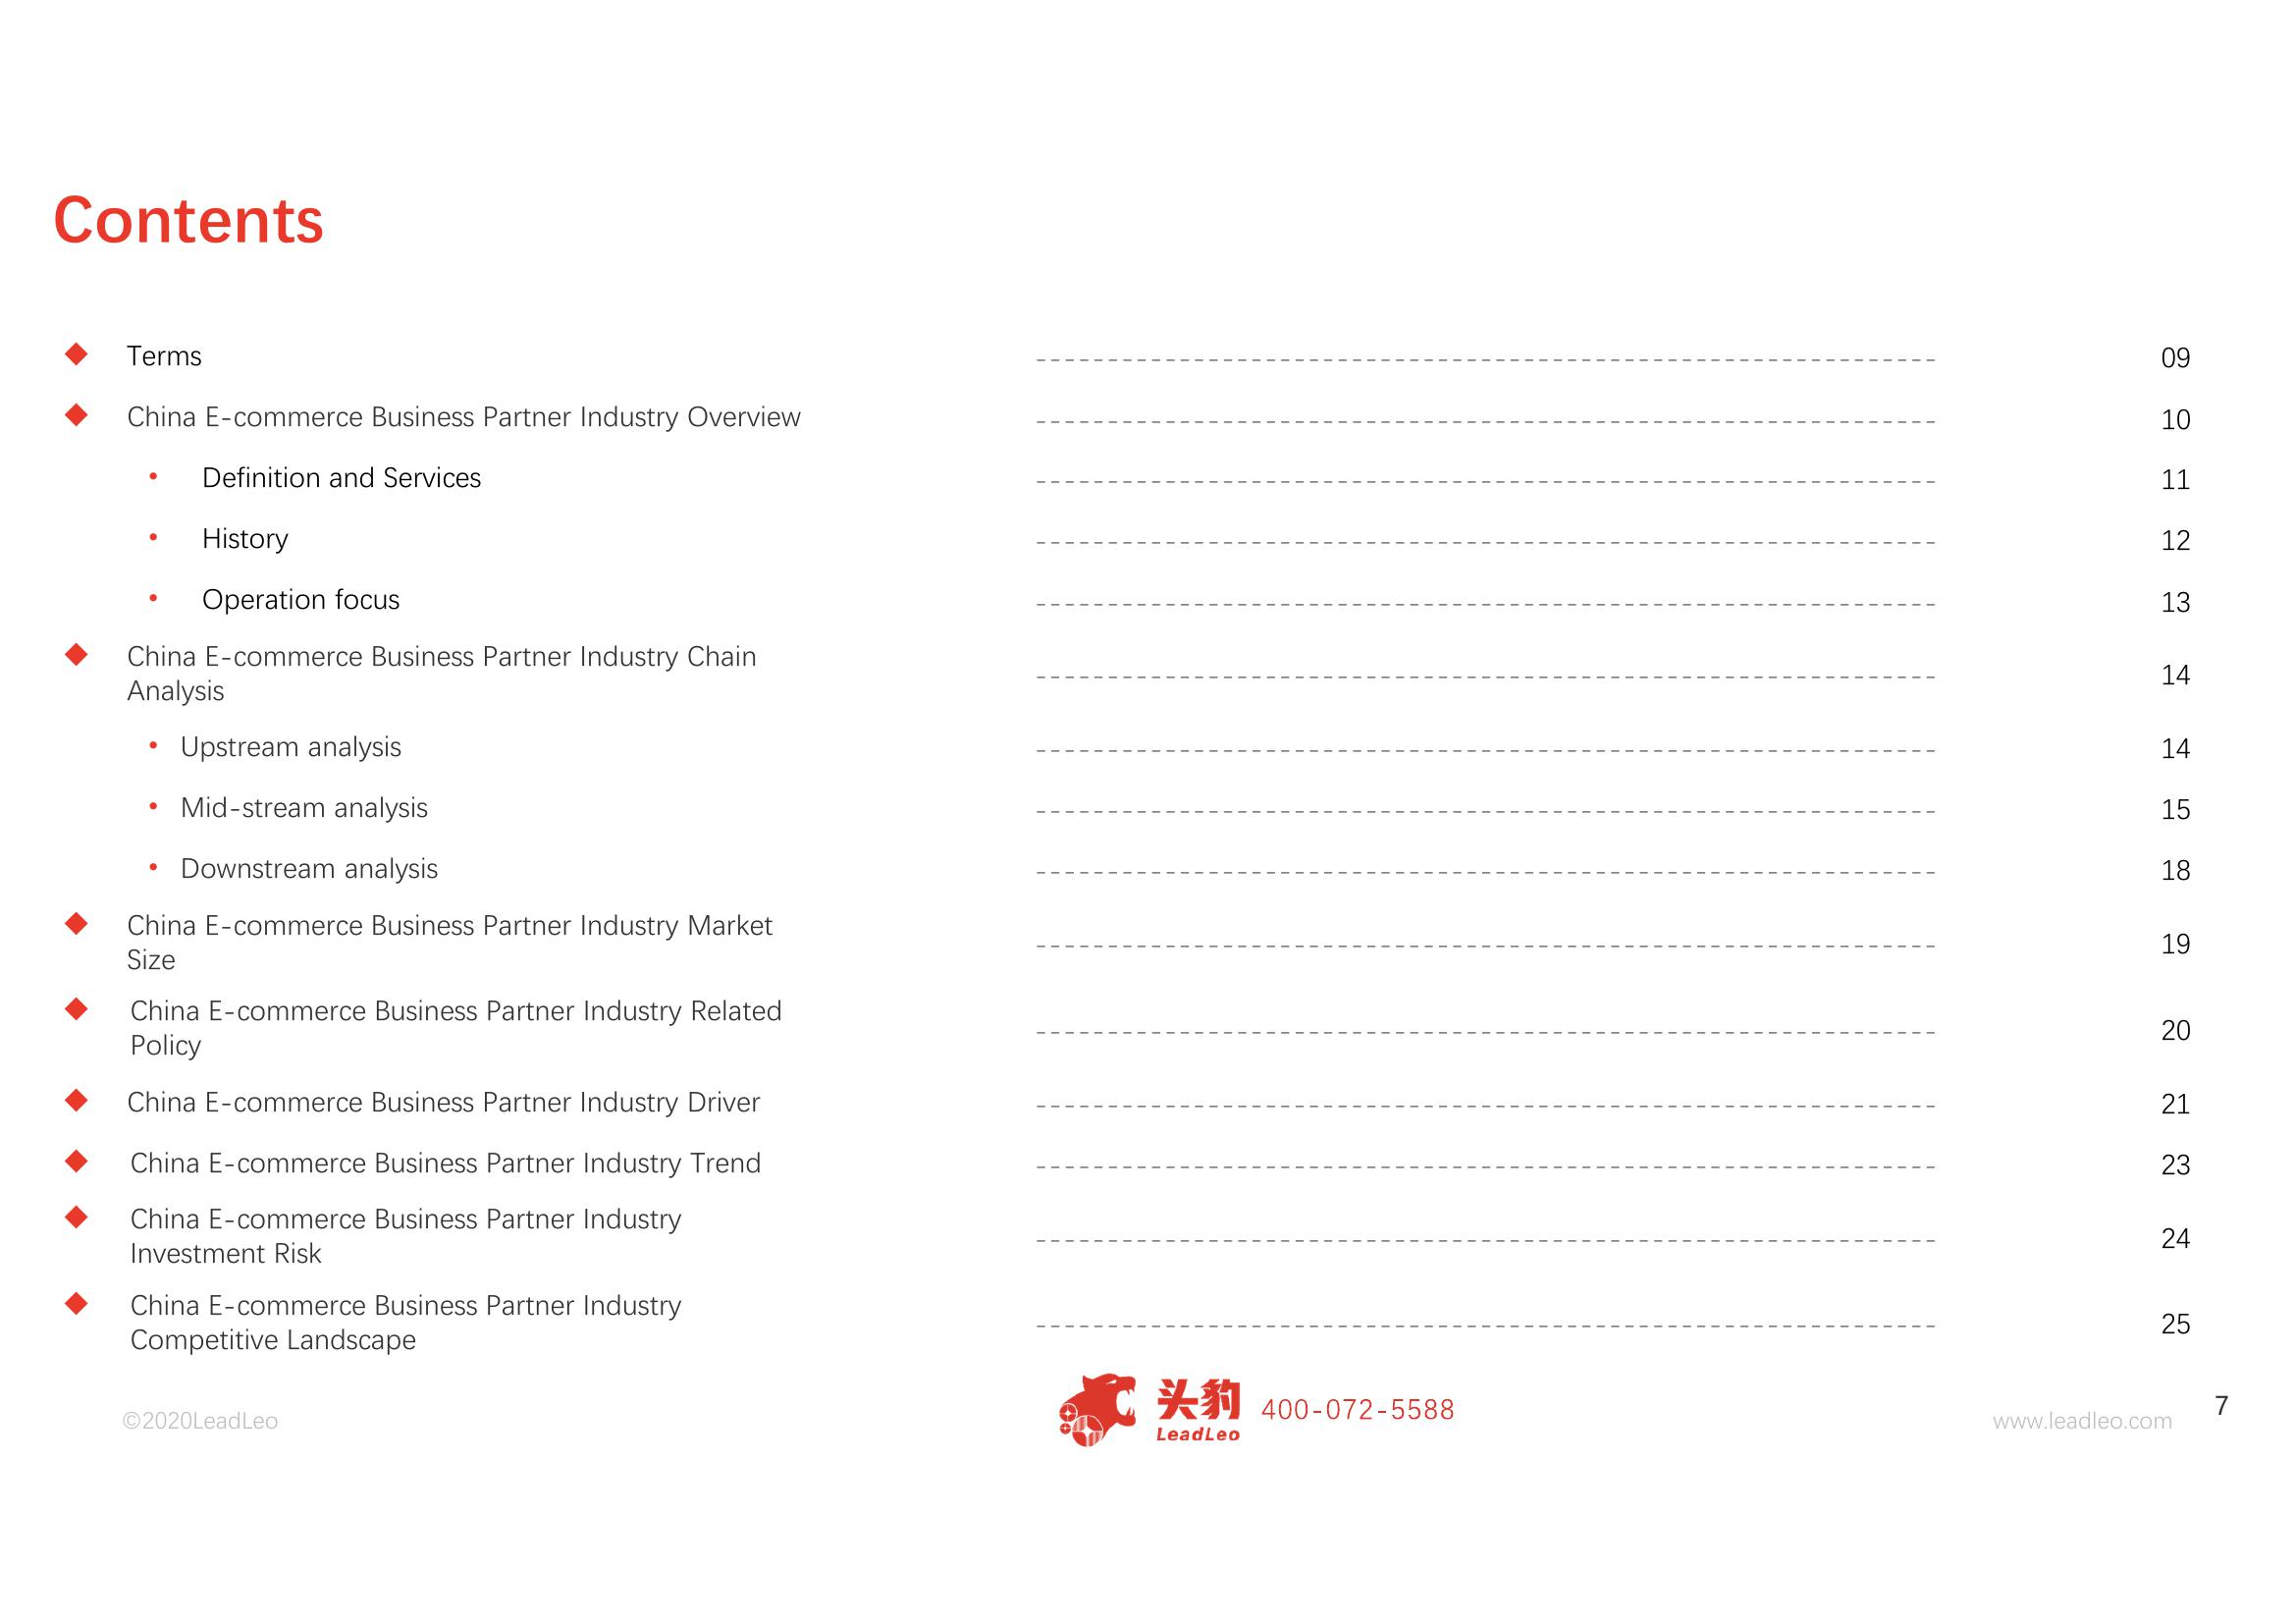 Contents
Terms 09
China E-commerce Business Partner Industry Overview 10
Definition and Services 11
History 12
Operation focus 13
China E-commerce Business Partner Industry Chain
Analysis 14
Upstream analysis 14
Mid-stream analysis 15
Downstream analysis 18
China E-commerce Business Partner Industry Market
Size 19
China E-commerce Business Partner Industry Related
Policy 20
China E-commerce Business Partner Industry Driver 21
China E-commerce Business Partner Industry Trend 23
China E-commerce Business Partner Industry
Investment Risk 24
China E-commerce Business Partner Industry
Competitive Landscape 25
©2020LeadLeo
头豹
LeadLeo
400-072-5588
www.leadleo.com
7